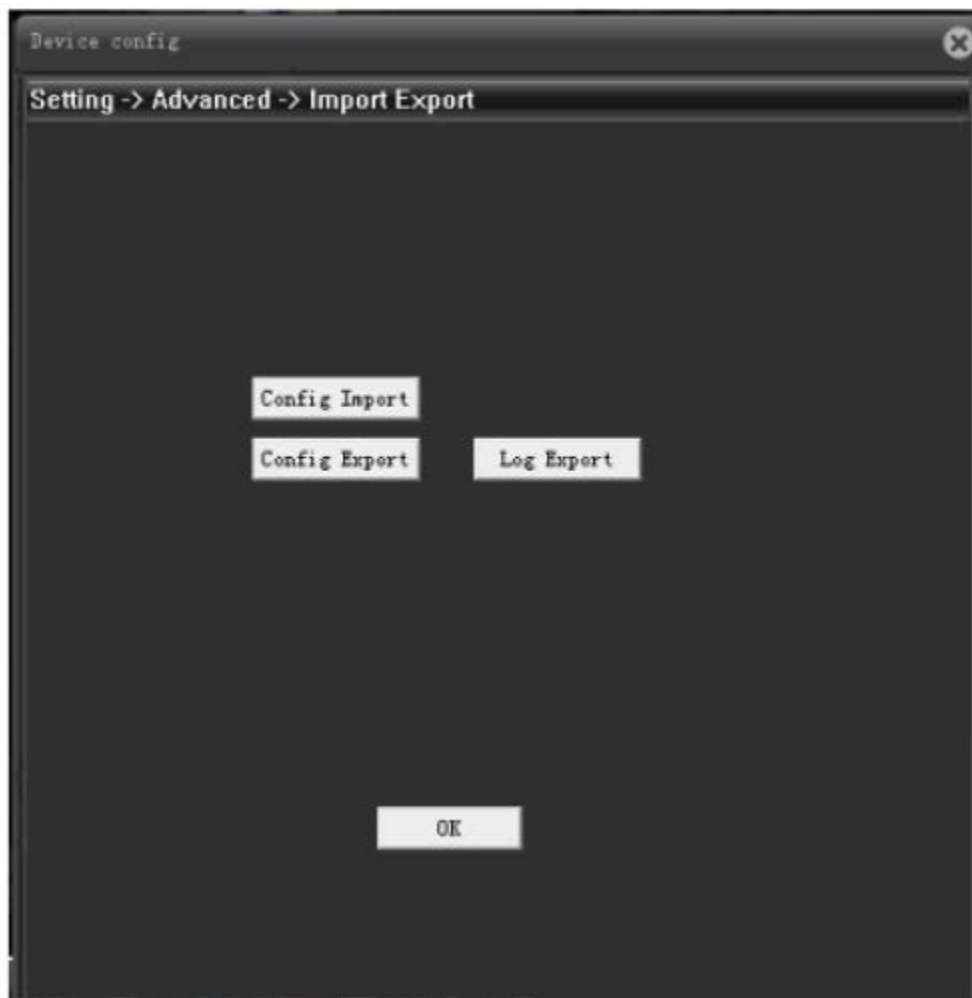 Device config
Setting -> Advanced -> Import Export
Config Import
Config Export
Log Export
OK